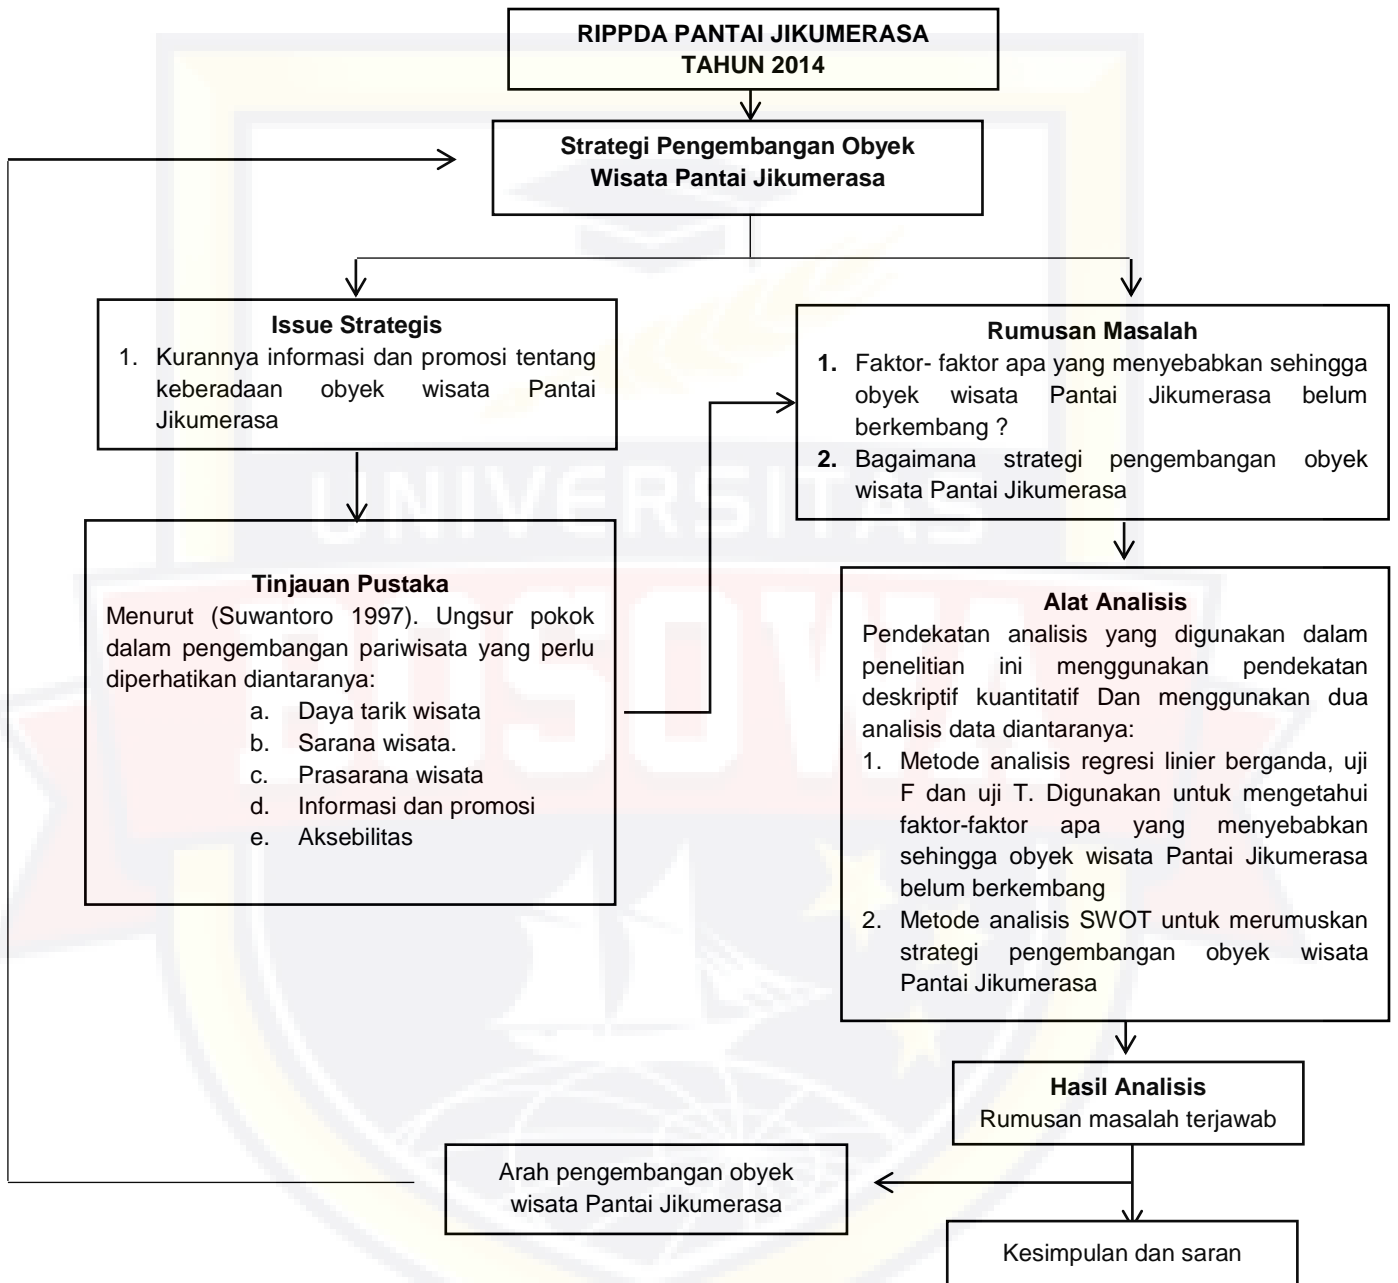 RIPPDA PANTAI JIKUMERASA
TAHUN 2014
Strategi Pengembangan Obyek
Wisata Pantai Jikumerasa
Issue Strategis
1. Kurannya informasi dan promosi tentang
keberadaan obyek wisata Pantai
Jikumerasa
Rumusan Masalah
1. Faktor- faktor apa yang menyebabkan sehingga
obyek wisata Pantai Jikumerasa belum
berkembang ?
2. Bagaimana strategi pengembangan obyek
wisata Pantai Jikumerasa
Tinjauan Pustaka
Menurut (Suwantoro 1997). Ungsur pokok
dalam pengembangan pariwisata yang perlu
diperhatikan diantaranya:
a. Daya tarik wisata
b. Sarana wisata.
c. Prasarana wisata
d. Informasi dan promosi
e. Aksebilitas
Alat Analisis
Pendekatan analisis yang digunakan dalam
penelitian ini menggunakan pendekatan
deskriptif kuantitatif Dan menggunakan dua
analisis data diantaranya:
1. Metode analisis regresi linier berganda, uji
F dan uji T. Digunakan untuk mengetahui
faktor-faktor apa yang menyebabkan
sehingga obyek wisata Pantai Jikumerasa
belum berkembang
2. Metode analisis SWOT untuk merumuskan
strategi pengembangan obyek wisata
Pantai Jikumerasa
Hasil Analisis
Rumusan masalah terjawab
Arah pengembangan obyek
wisata Pantai Jikumerasa
Kesimpulan dan saran
UNIVERSITAS
BOSOWA